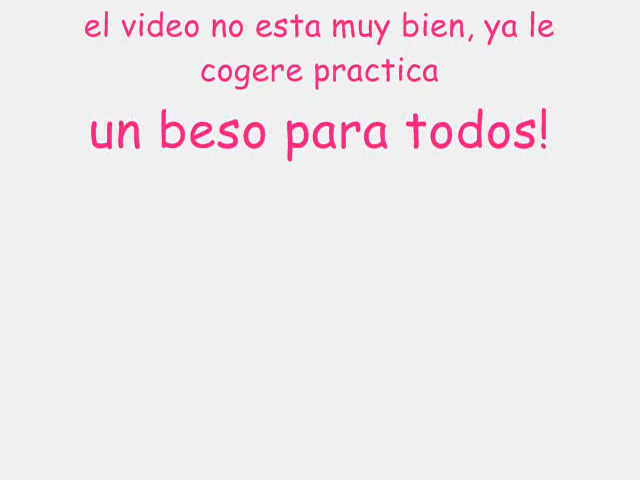 el video no esta muy bien, ya le
cogere practica
un beso para todos!